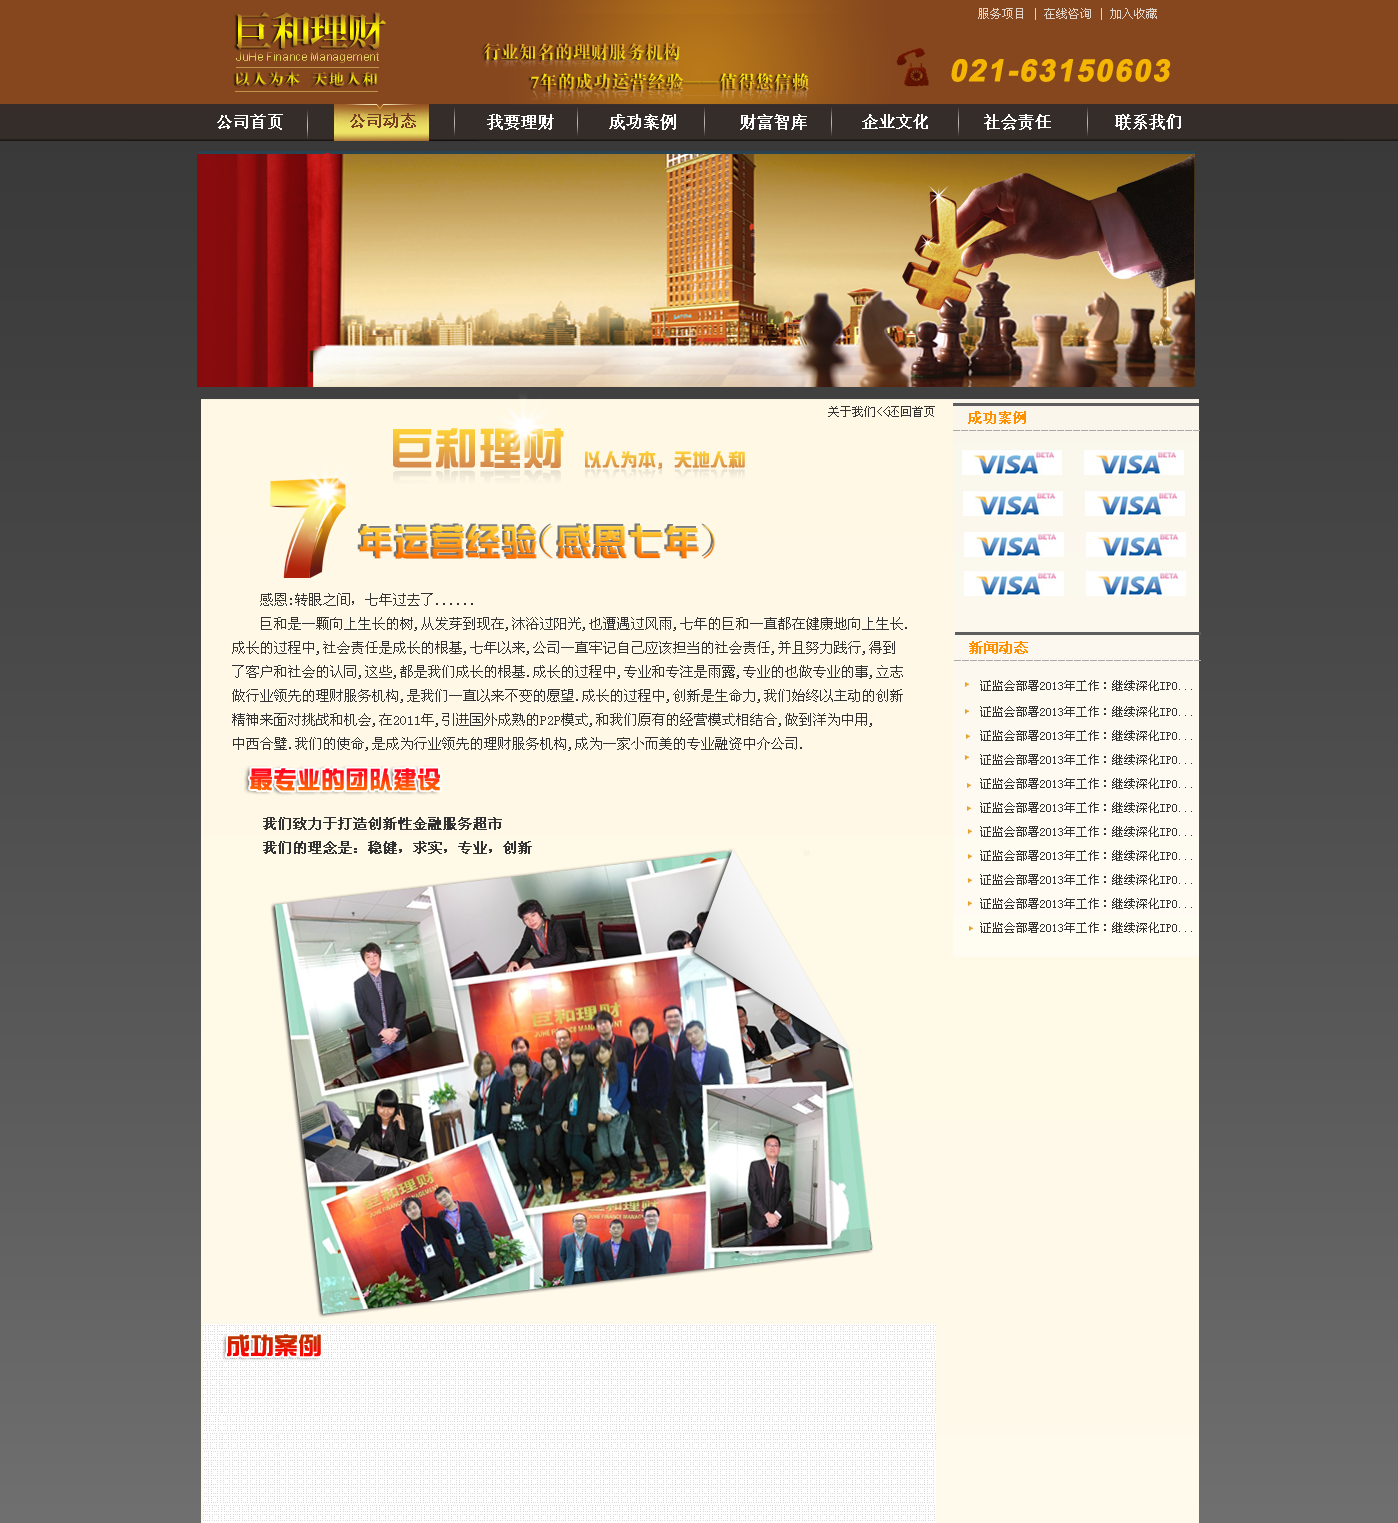 巨和理财
JuHe Finance Management
以人为本 天地人和
行业知名的理财服务机构
7年的成功运营经验——值得您信赖
服务项目 | 在线咨询 | 加入收藏
021-63150603
公司首页 公司动态 我要理财 成功案例 财富智库 企业文化 社会责任 联系我们
关于我们<<还回首页
巨和理财 以人为本，天地人和
7年运营经验(感恩七年)
感恩:转眼之间，七年过去了......
巨和是一颗向上生长的树,从发芽到现在,沐浴过阳光,也遭遇过风雨,七年的巨和一直都在健康地向上生长.
成长的过程中,社会责任是成长的根基,七年以来,公司一直牢记自己应该担当的社会责任,并且努力践行,得到
了客户和社会的认同,这些,都是我们成长的根基.成长的过程中,专业和专注是雨露,专业的也做专业的事,立志
做行业领先的理财服务机构,是我们一直以来不变的愿望.成长的过程中,创新是生命力,我们始终以主动的创新
精神来面对挑战和机会,在2011年,引进国外成熟的P2P模式,和我们原有的经营模式相结合,做到洋为中用,
中西合璧.我们的使命,是成为行业领先的理财服务机构,成为一家小而美的专业融资中介公司.
最专业的团队建设
我们致力于打造创新性金融服务超市
我们的理念是：稳健，求实，专业，创新
巨和理财
JUHE FINANCE MANAGEMENT
巨和理财
JUHE FINANCE MANAGEMENT
巨和理财
JUHE FINANCE MANAGEMENT
成功案例
成功案例
VISA BETA VISA BETA
VISA BETA VISA BETA
VISA BETA VISA BETA
VISA BETA VISA BETA
新闻动态
证监会部署2013年工作：继续深化IPO...
证监会部署2013年工作：继续深化IPO...
证监会部署2013年工作：继续深化IPO...
证监会部署2013年工作：继续深化IPO...
证监会部署2013年工作：继续深化IPO...
证监会部署2013年工作：继续深化IPO...
证监会部署2013年工作：继续深化IPO...
证监会部署2013年工作：继续深化IPO...
证监会部署2013年工作：继续深化IPO...
证监会部署2013年工作：继续深化IPO...
证监会部署2013年工作：继续深化IPO...